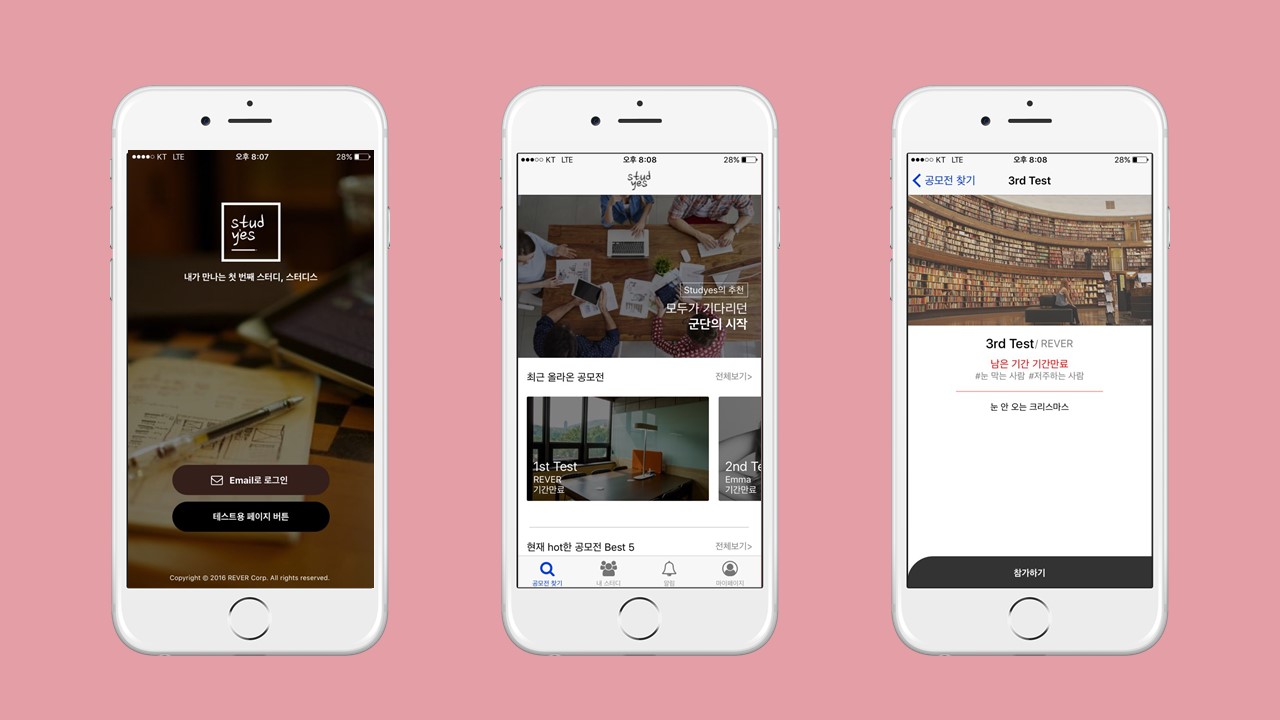 ●●●●○ KT LTE 오후 8:07 28%
stud
yes
내가 만나는 첫 번째 스터디, 스터디스
Email로 로그인
테스트용 페이지 버튼
Copyright © 2016 REVER Corp. All rights reserved.
●●●○○ KT LTE 오후 8:08 28%
stud
yes
Studyes의 추천
모두가 기다리던
군단의 시작
최근 올라온 공모전 전체보기>
1st Test
REVER
기간만료
2nd Te
Emma
기간만료
현재 hot한 공모전 Best 5 전체보기>
공모전 찾기 내 스터디 알림 마이페이지
●●●○○ KT LTE 오후 8:08 28%
공모전 찾기 3rd Test
3rd Test/ REVER
남은 기간 기간만료
#눈 막는 사람 #저주하는 사람
눈 안 오는 크리스마스
참가하기